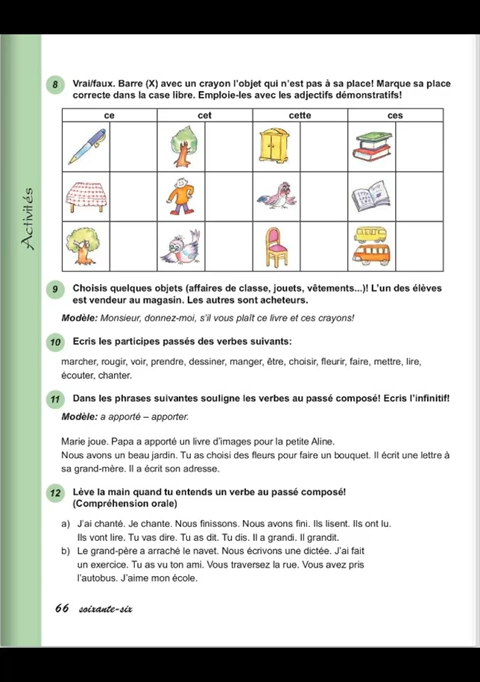 Activités
8 Vrai/faux. Barre (X) avec un crayon l'objet qui n'est pas à sa place! Marque sa place
correcte dans la case libre. Emploie-les avec les adjectifs démonstratifs!
ce cet cette ces
9 Choisis quelques objets (affaires de classe, jouets, vêtements...)! L'un des élèves
est vendeur au magasin. Les autres sont acheteurs.
Modèle: Monsieur, donnez-moi, s'il vous plaît ce livre et ces crayons!
10 Ecris les participes passés des verbes suivants:
marcher, rougir, voir, prendre, dessiner, manger, être, choisir, fleurir, faire, mettre, lire,
écouter, chanter.
11 Dans les phrases suivantes souligne les verbes au passé composé! Ecris l'infinitif!
Modèle: a apporté – apporter.
Marie joue. Papa a apporté un livre d'images pour la petite Aline.
Nous avons un beau jardin. Tu as choisi des fleurs pour faire un bouquet. Il écrit une lettre à
sa grand-mère. Il a écrit son adresse.
12 Lève la main quand tu entends un verbe au passé composé!
(Compréhension orale)
a) J'ai chanté. Je chante. Nous finissons. Nous avons fini. Ils lisent. Ils ont lu.
Ils vont lire. Tu vas dire. Tu as dit. Tu dis. Il a grandi. Il grandit.
b) Le grand-père a arraché le navet. Nous écrivons une dictée. J'ai fait
un exercice. Tu as vu ton ami. Vous traversez la rue. Vous avez pris
l'autobus. J'aime mon école.
66 soixante-six